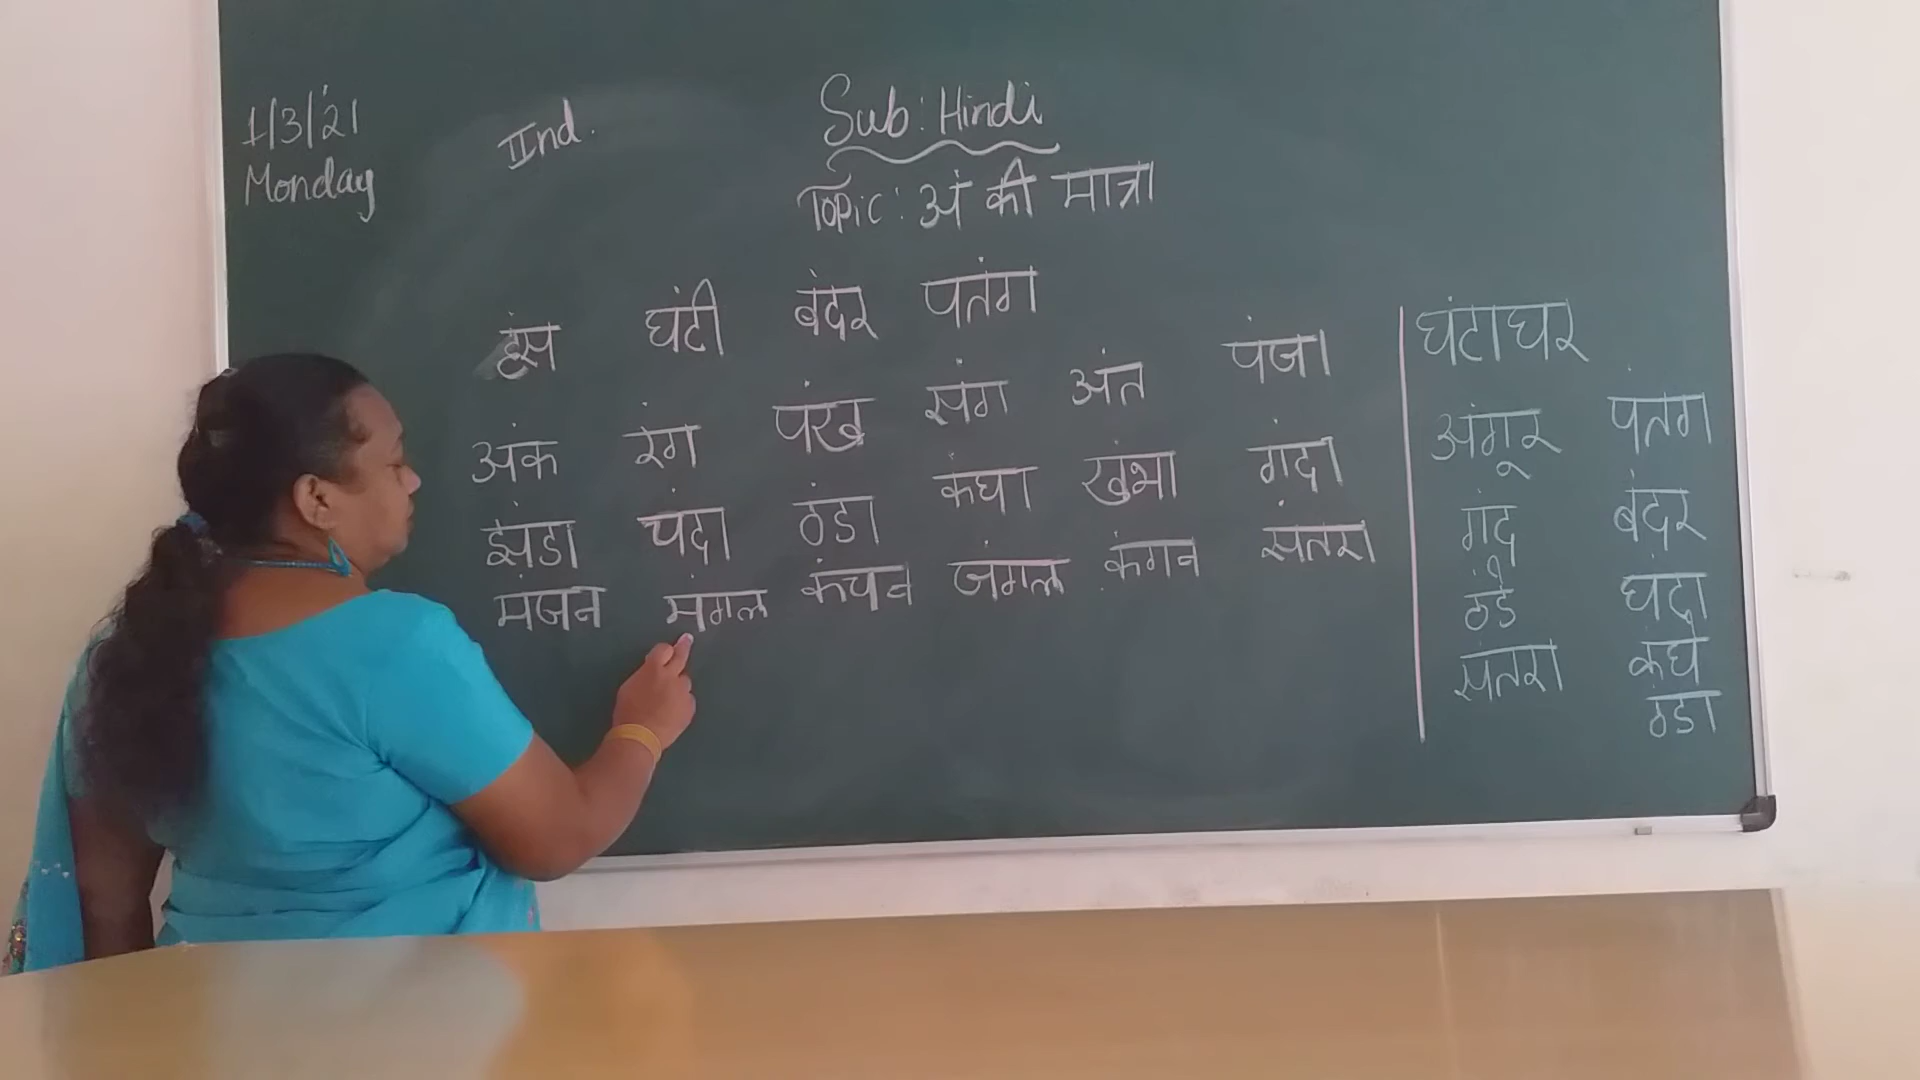 1/3/'21
Monday
IInd.
Sub: Hindi
Topic: अं की मात्रा
हंस घंटी बंदर पतंग
अंक रंग पंख संग अंत पंजा
झंडा चंदा ठंडा कंघा खंभा गंदा
मंजन मंगल कंचन जंगल कंगन संतरा
घंटाघर
अंगूर पतंग
गंद बंदर
ठंडे घंटा
संतरा कंघे
ठंडा